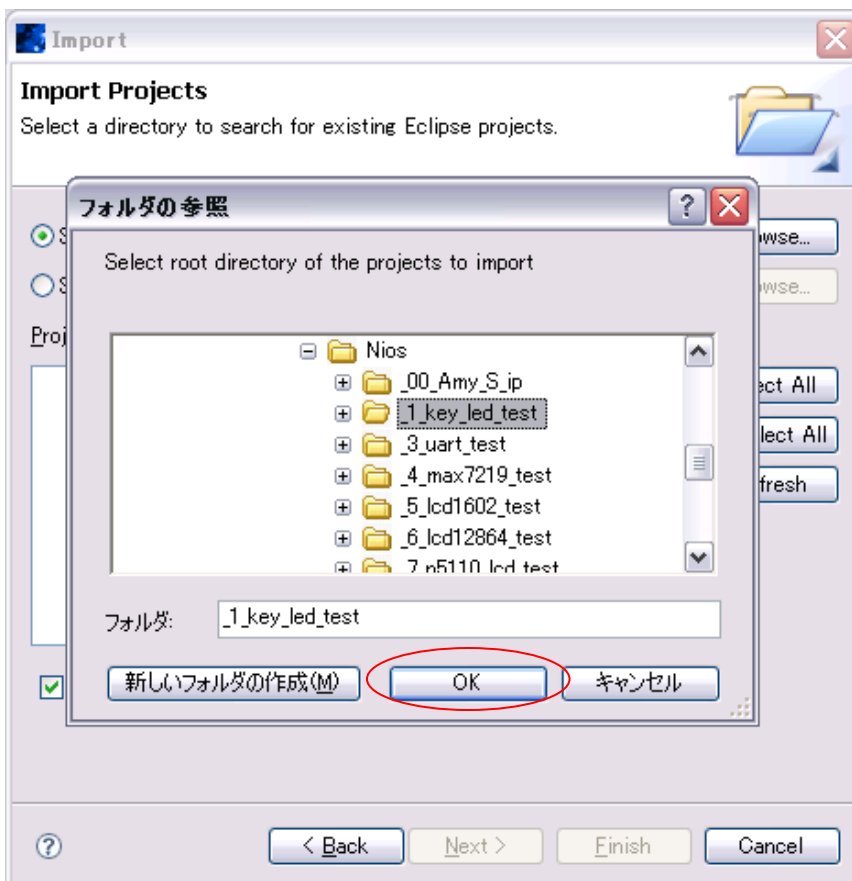 Import
Import Projects
Select a directory to search for existing Eclipse projects.
フォルダの参照
Select root directory of the projects to import
Nios
_00_Amy_S_ip
_1_key_led_test
_3_uart_test
_4_max7219_test
_5_lcd1602_test
_6_lcd12864_test
_7_n5110_lcd_test
フォルダ: _1_key_led_test
新しいフォルダの作成(M) OK キャンセル
S
owse...
S
owse...
Proj
ect All
lect All
fresh
< Back Next > Finish Cancel